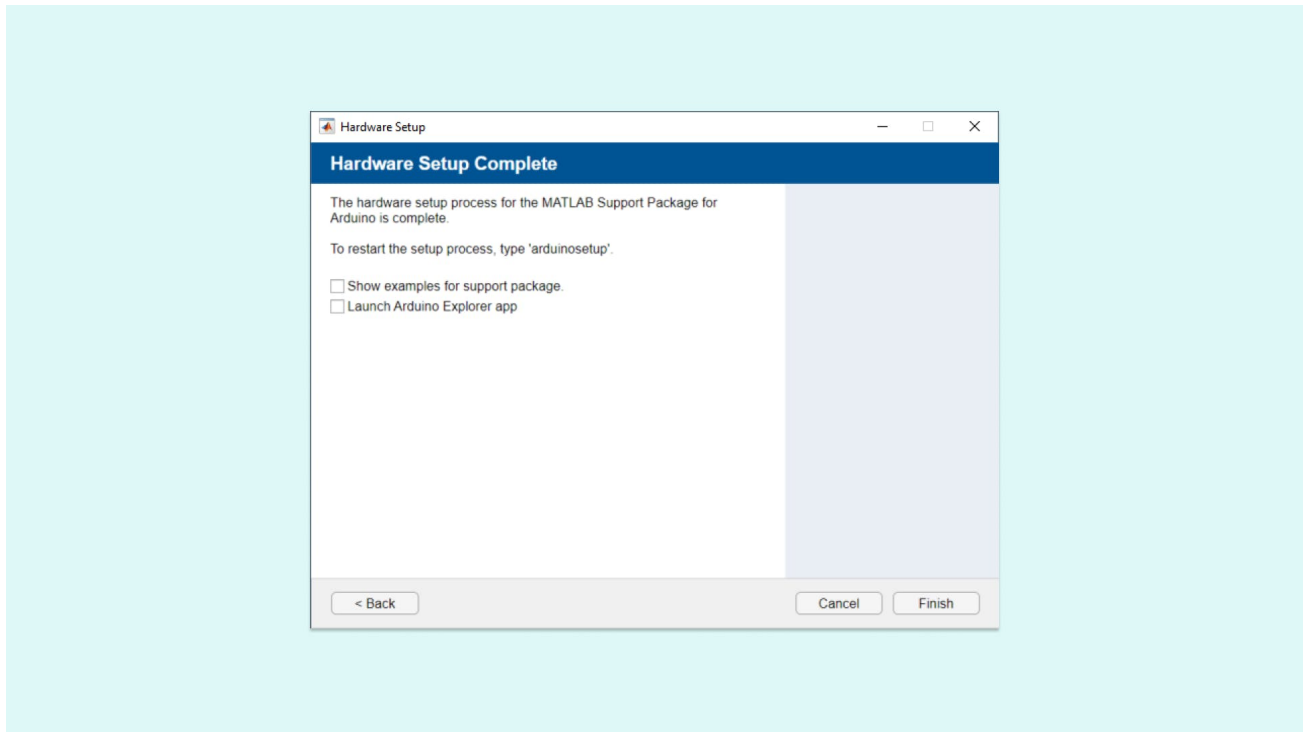 Hardware Setup
Hardware Setup Complete
The hardware setup process for the MATLAB Support Package for
Arduino is complete.
To restart the setup process, type 'arduinosetup'.
Show examples for support package.
Launch Arduino Explorer app
< Back
Cancel
Finish